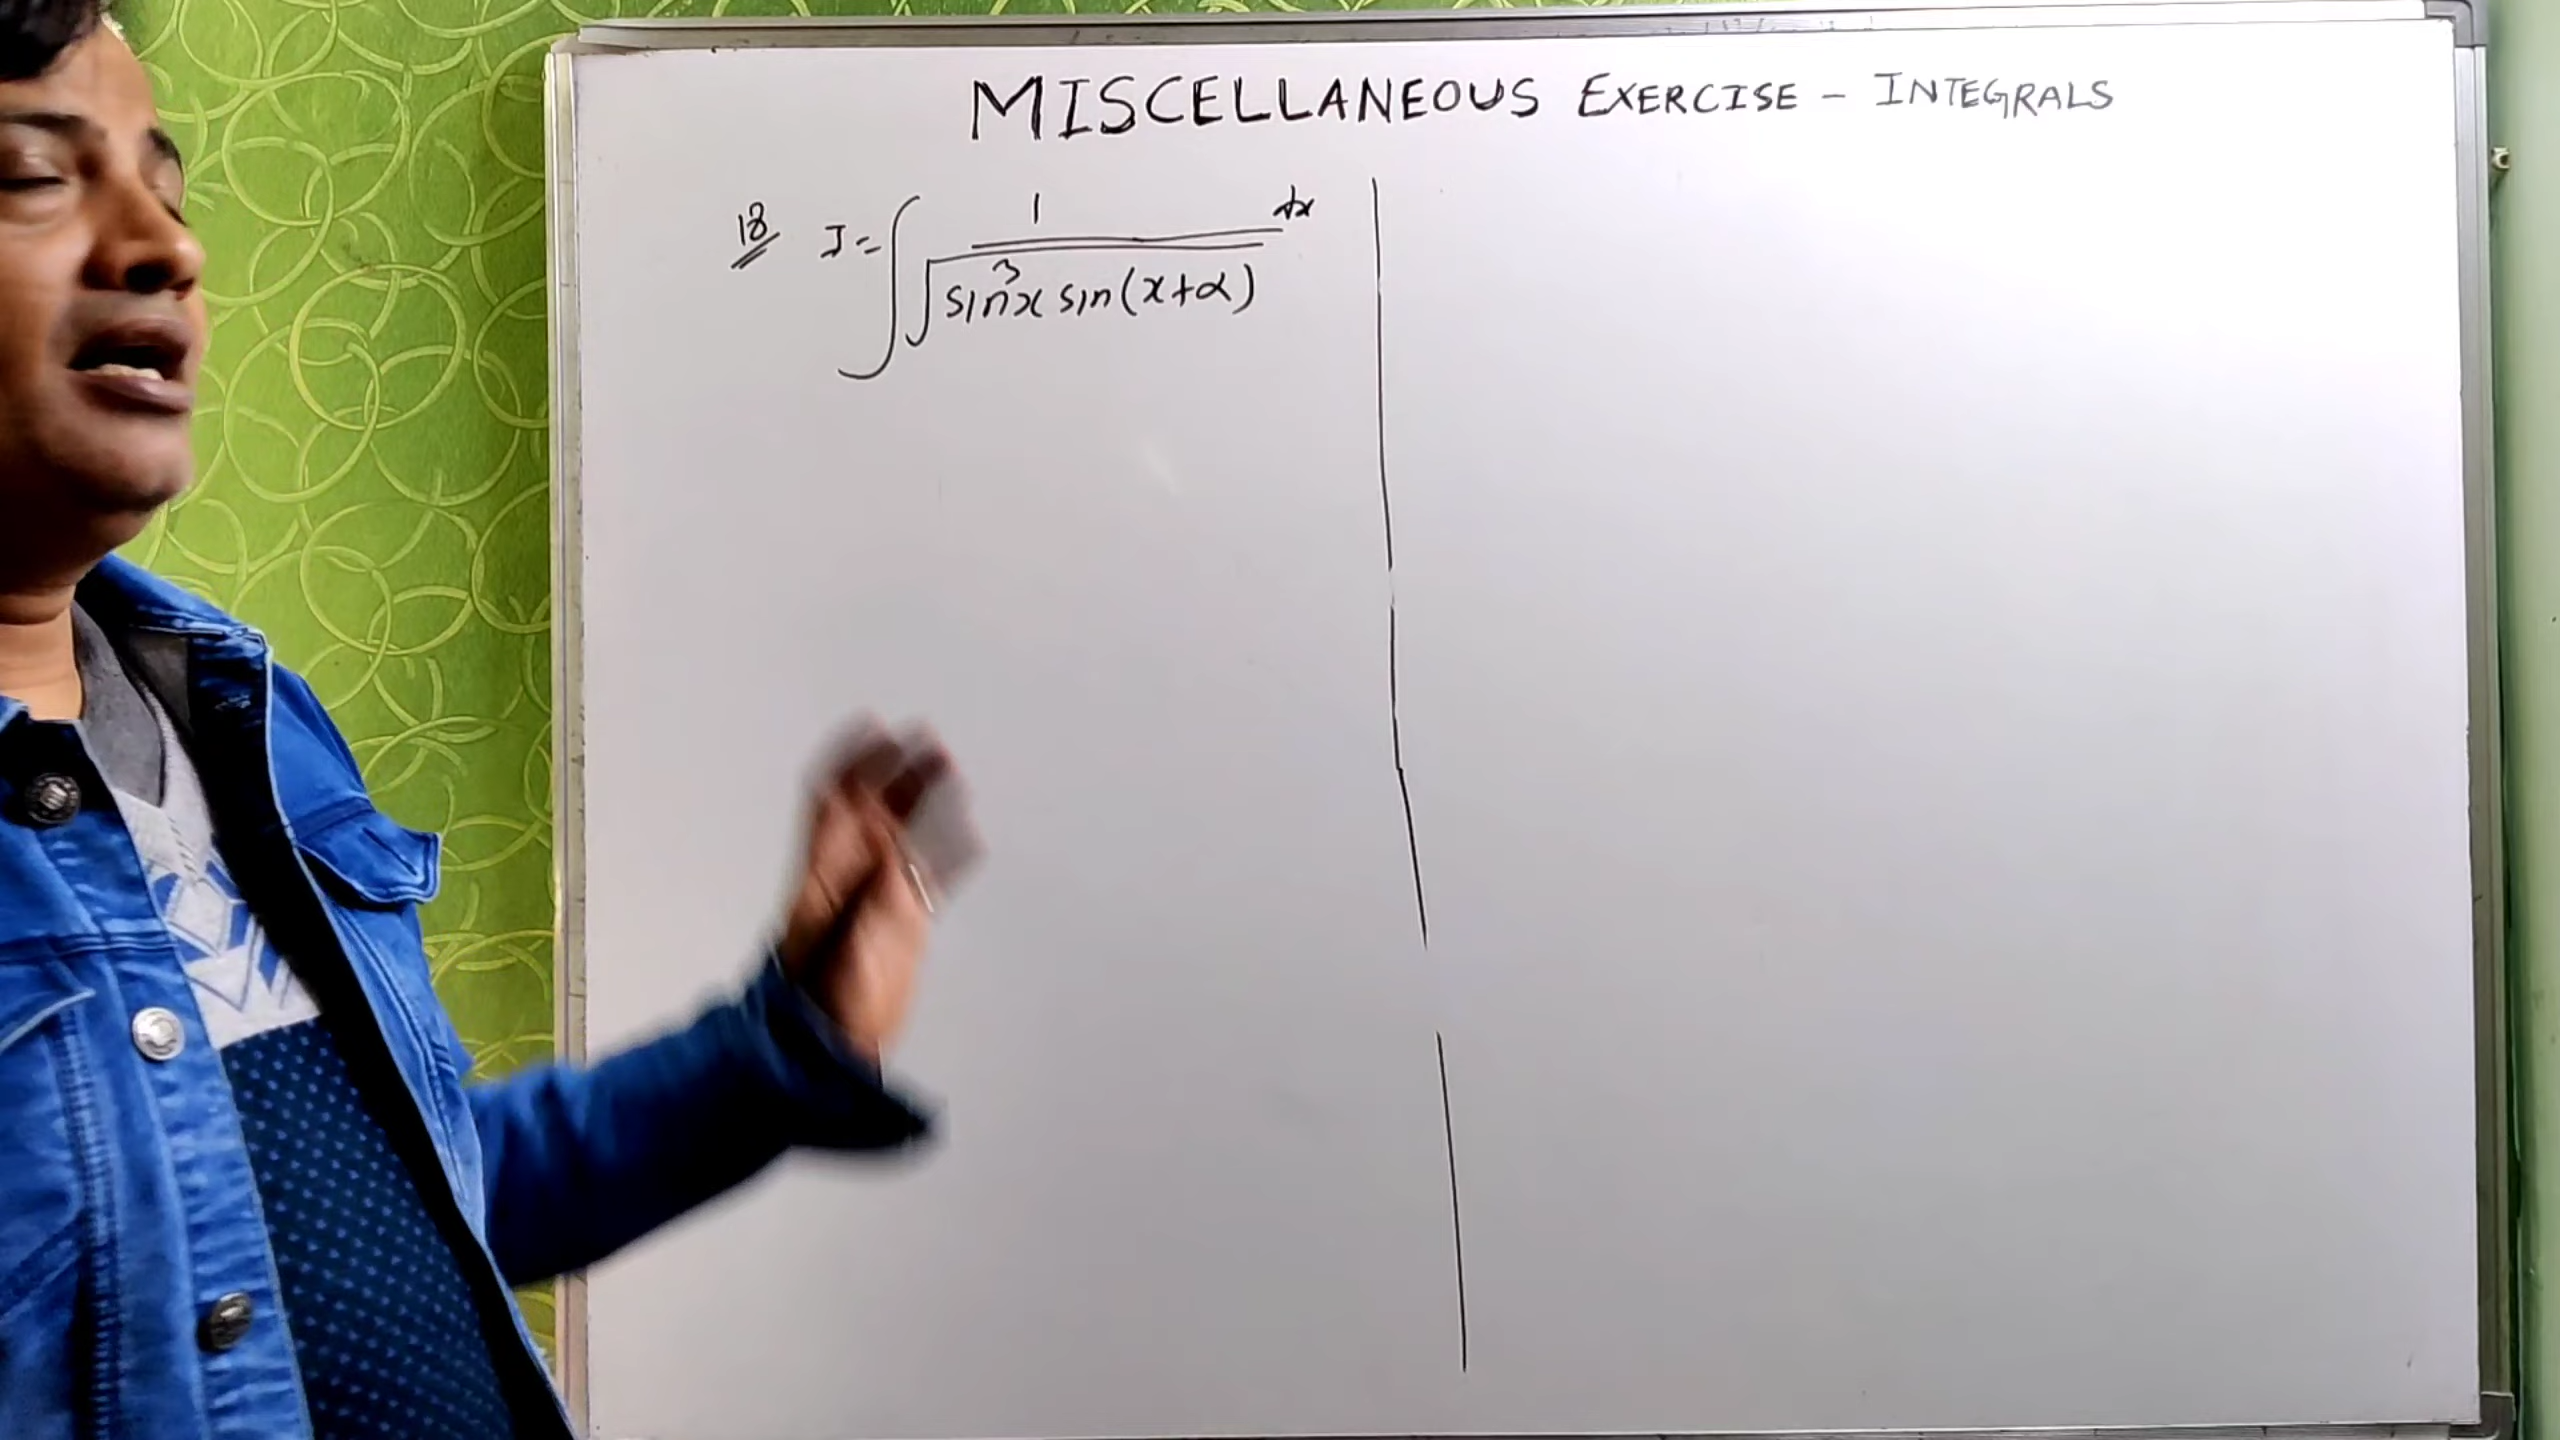 MISCELLANEOUS EXERCISE - INTEGRALS
18 I = ∫ 1/√(sin³x sin(x+α)) dx